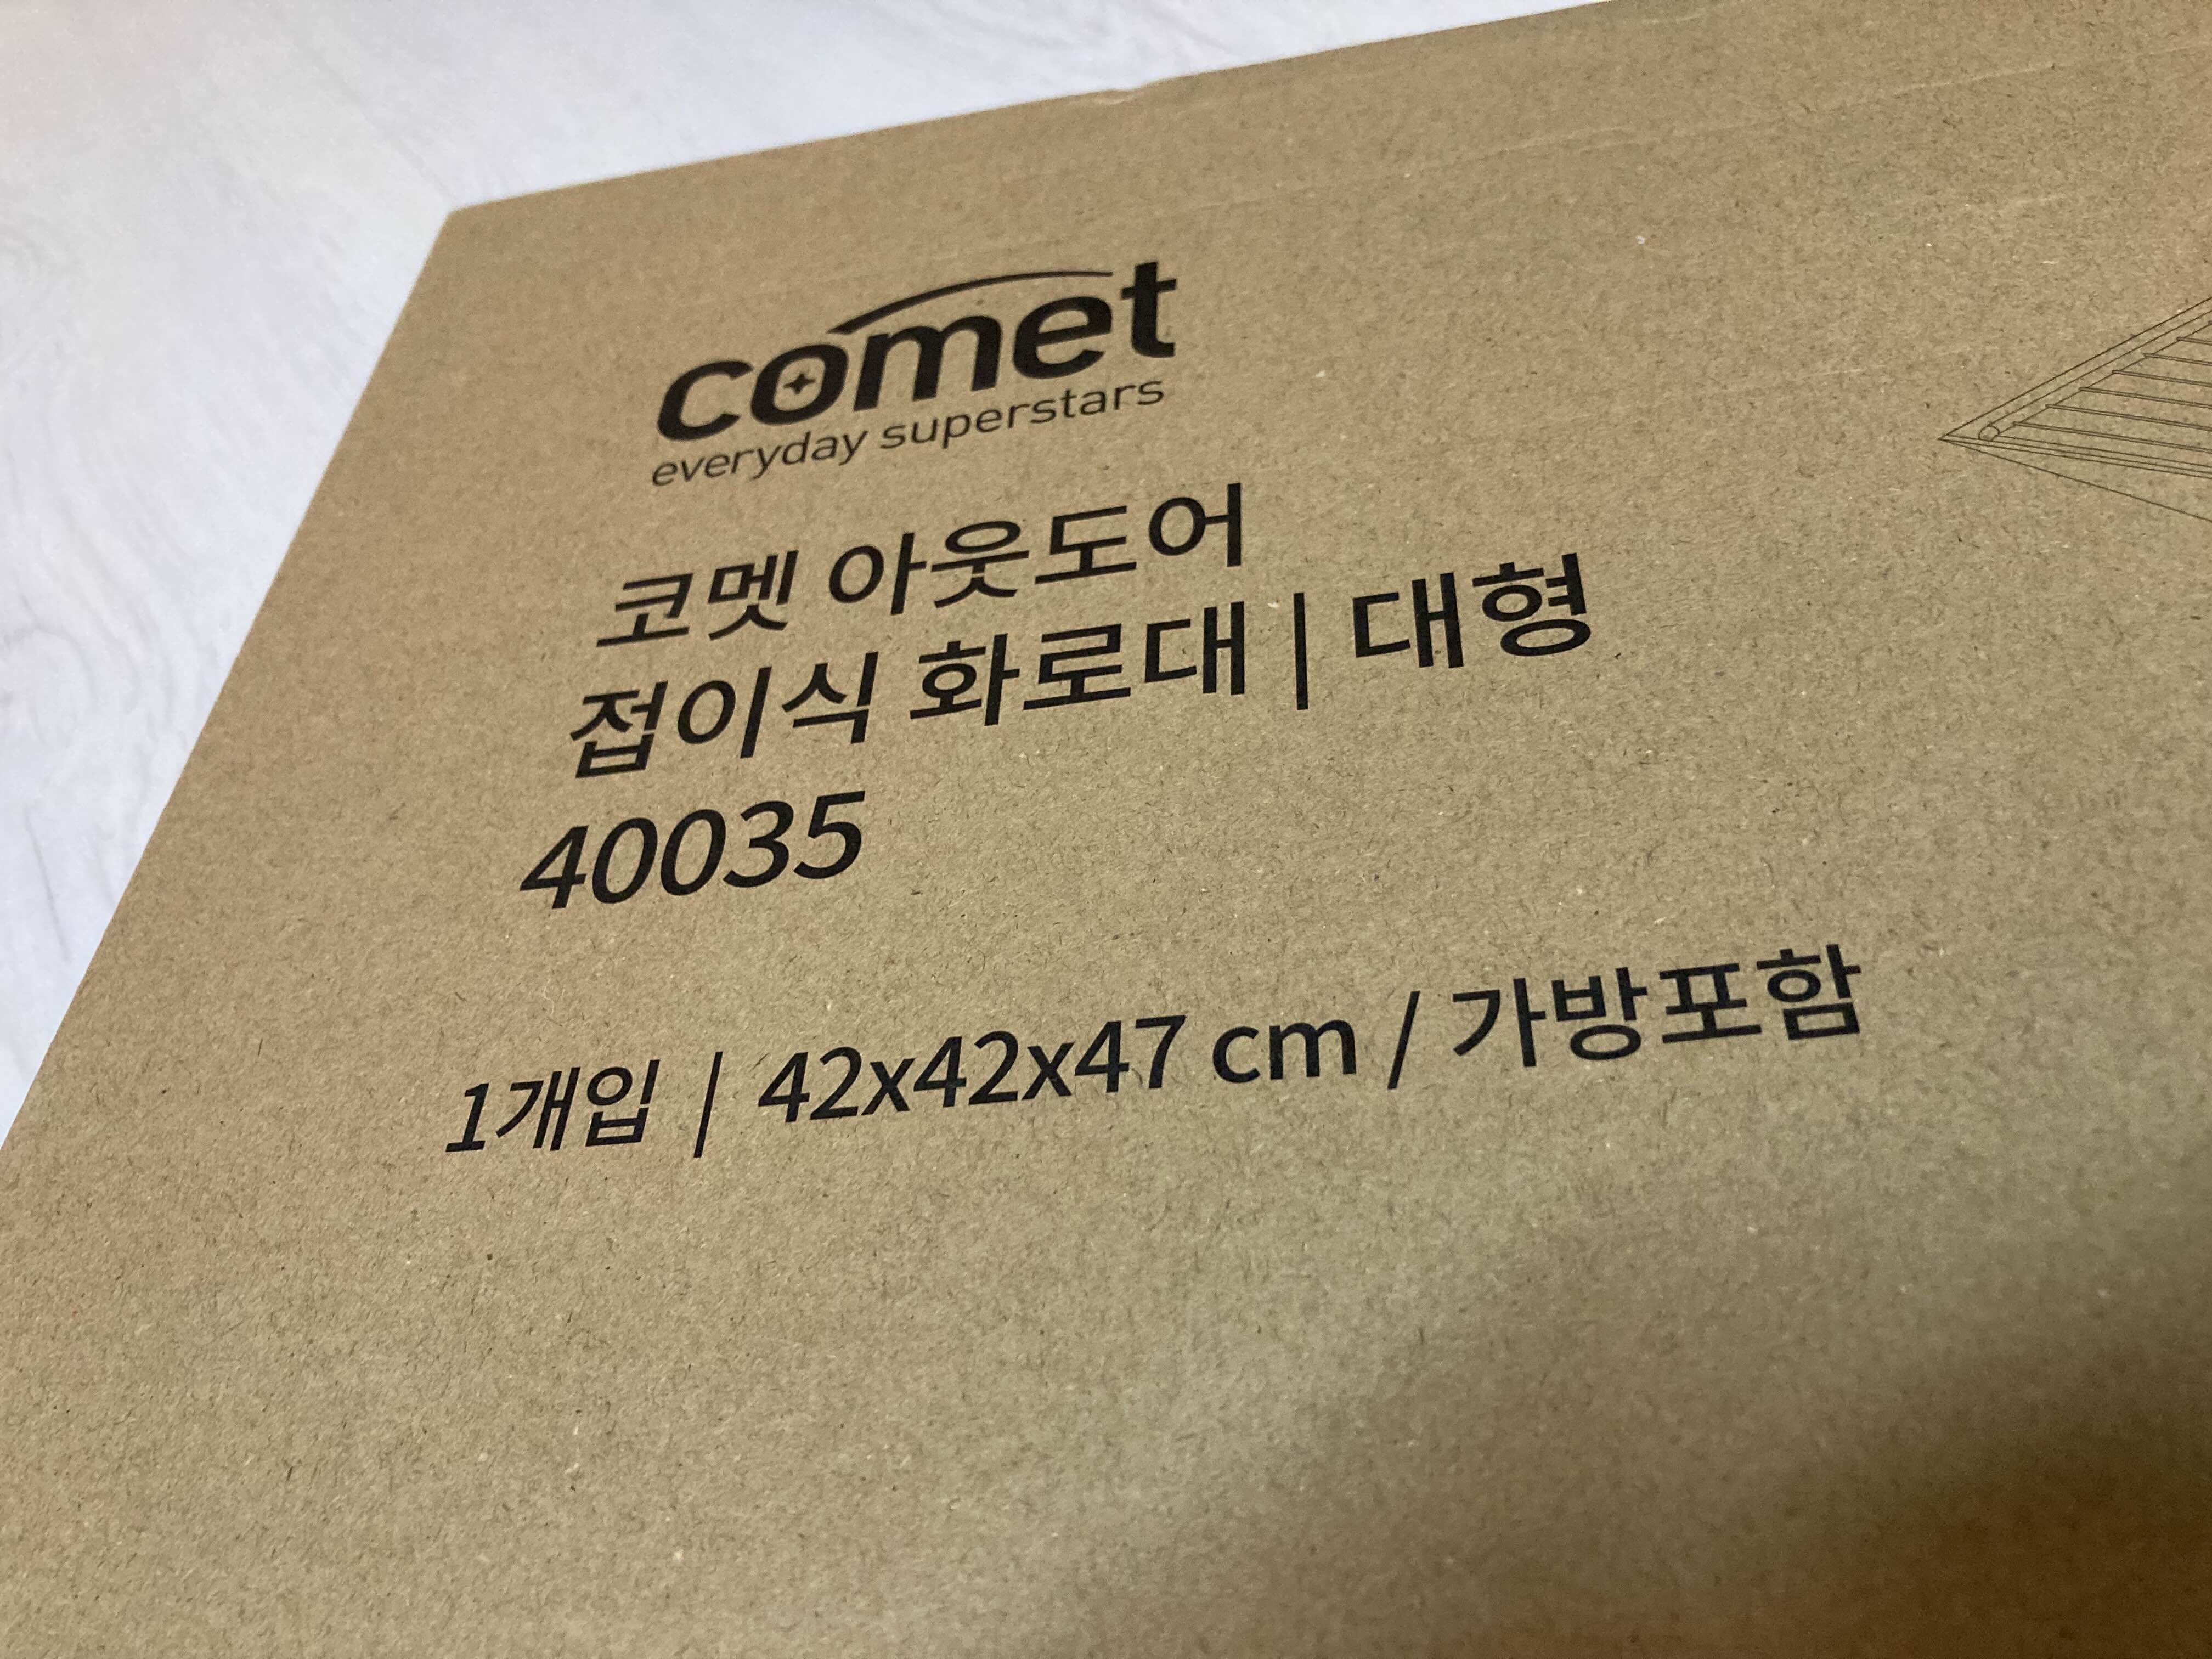 comet
everyday superstars
코멧 아웃도어
접이식 화로대 | 대형
40035
1개입 | 42x42x47 cm / 가방포함